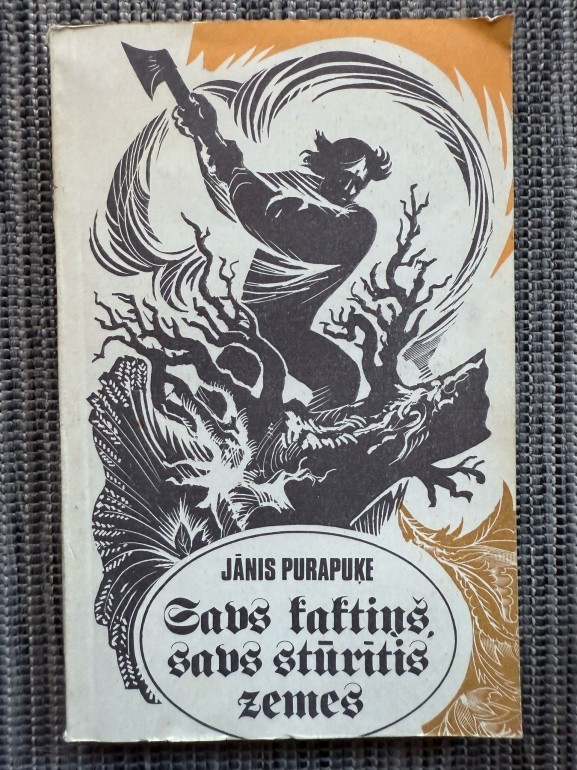 JĀNIS PURAPUĶE
Savs kaktiņš,
savs stūrītis
zemes